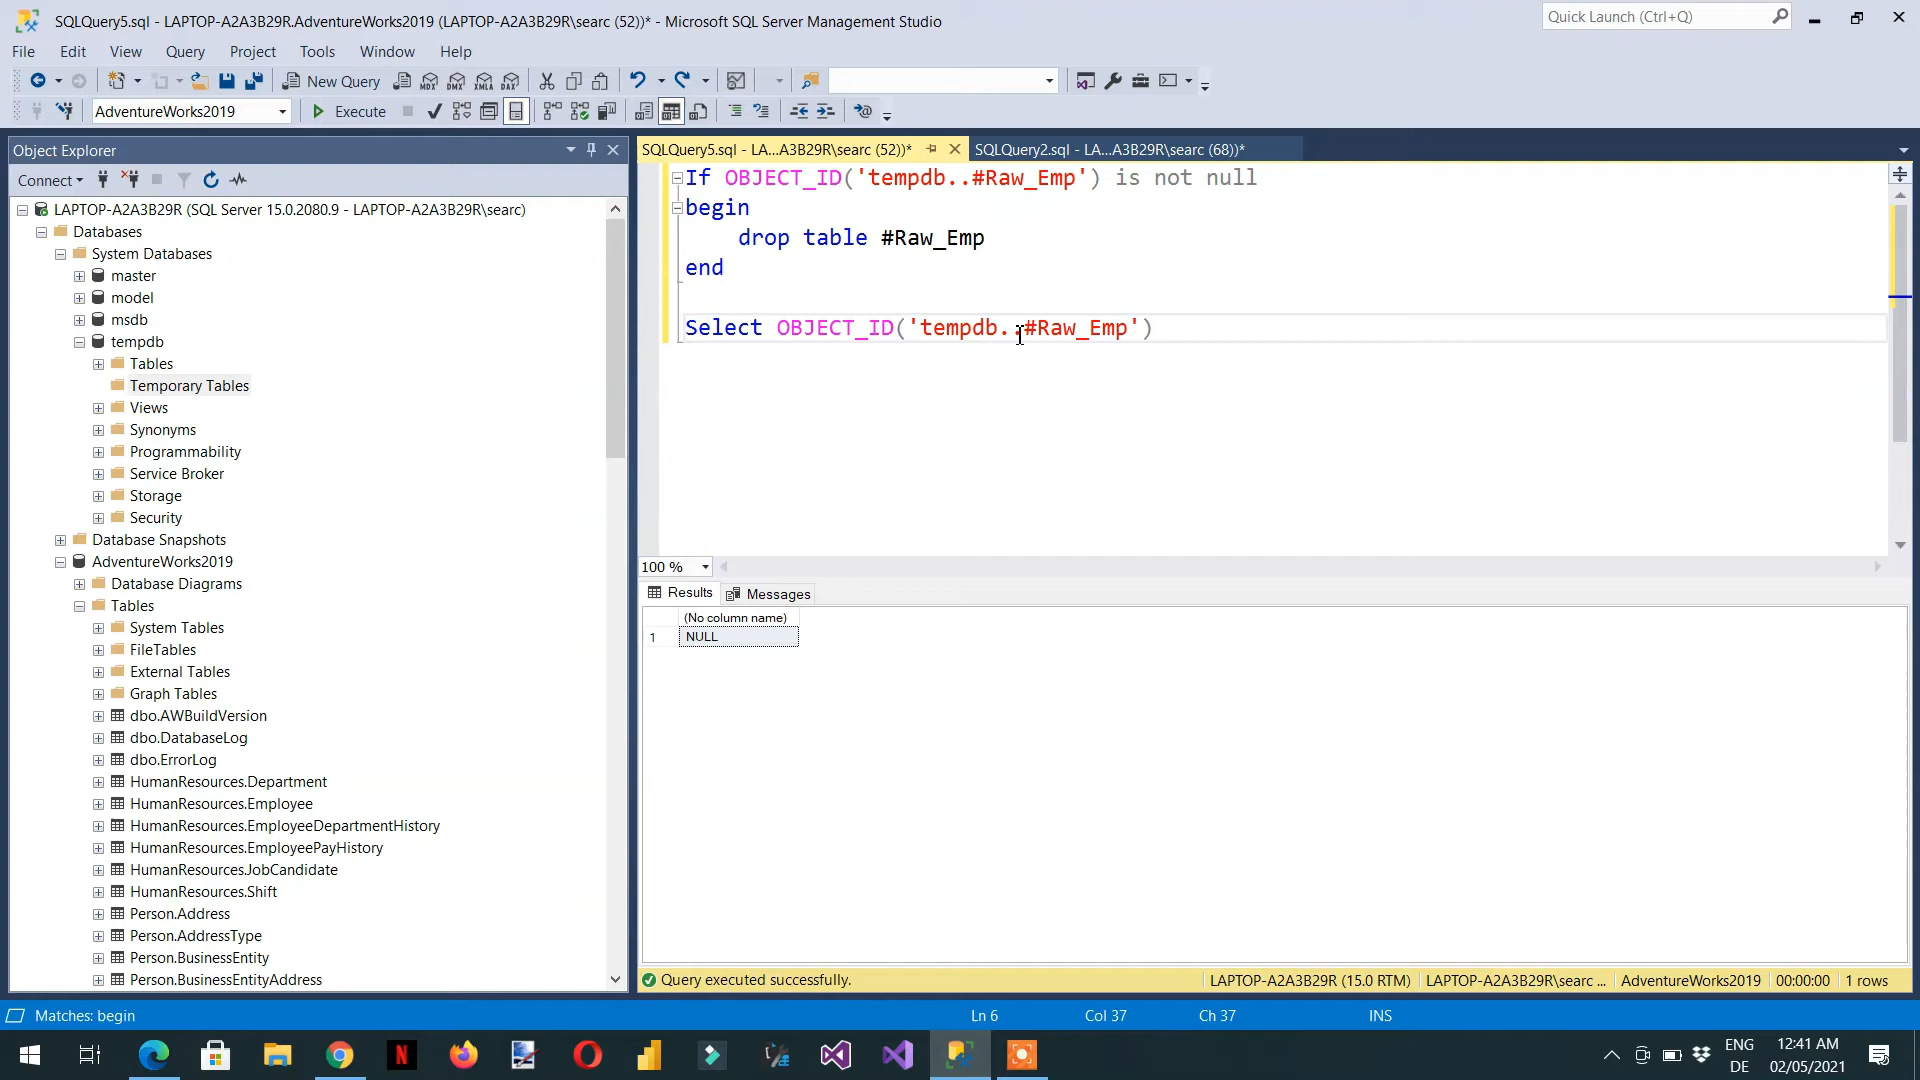 SQLQuery5.sql - LAPTOP-A2A3B29R.AdventureWorks2019 (LAPTOP-A2A3B29R\searc (52))* - Microsoft SQL Server Management Studio
Quick Launch (Ctrl+Q)
File Edit View Query Project Tools Window Help
New Query
MDX DMX XMLA DAX
AdventureWorks2019
Execute
Object Explorer
SQLQuery5.sql - LA...A3B29R\searc (52))*
SQLQuery2.sql - LA...A3B29R\searc (68))*
Connect
LAPTOP-A2A3B29R (SQL Server 15.0.2080.9 - LAPTOP-A2A3B29R\searc)
Databases
System Databases
master
model
msdb
tempdb
Tables
Temporary Tables
Views
Synonyms
Programmability
Service Broker
Storage
Security
Database Snapshots
AdventureWorks2019
Database Diagrams
Tables
System Tables
FileTables
External Tables
Graph Tables
dbo.AWBuildVersion
dbo.DatabaseLog
dbo.ErrorLog
HumanResources.Department
HumanResources.Employee
HumanResources.EmployeeDepartmentHistory
HumanResources.EmployeePayHistory
HumanResources.JobCandidate
HumanResources.Shift
Person.Address
Person.AddressType
Person.BusinessEntity
Person.BusinessEntityAddress
If OBJECT_ID('tempdb..#Raw_Emp') is not null
begin
drop table #Raw_Emp
end
Select OBJECT_ID('tempdb..#Raw_Emp')
100 %
Results Messages
(No column name)
1 NULL
Query executed successfully.
LAPTOP-A2A3B29R (15.0 RTM)
LAPTOP-A2A3B29R\searc ...
AdventureWorks2019
00:00:00
1 rows
Matches: begin
Ln 6
Col 37
Ch 37
INS
N
ENG
DE
12:41 AM
02/05/2021